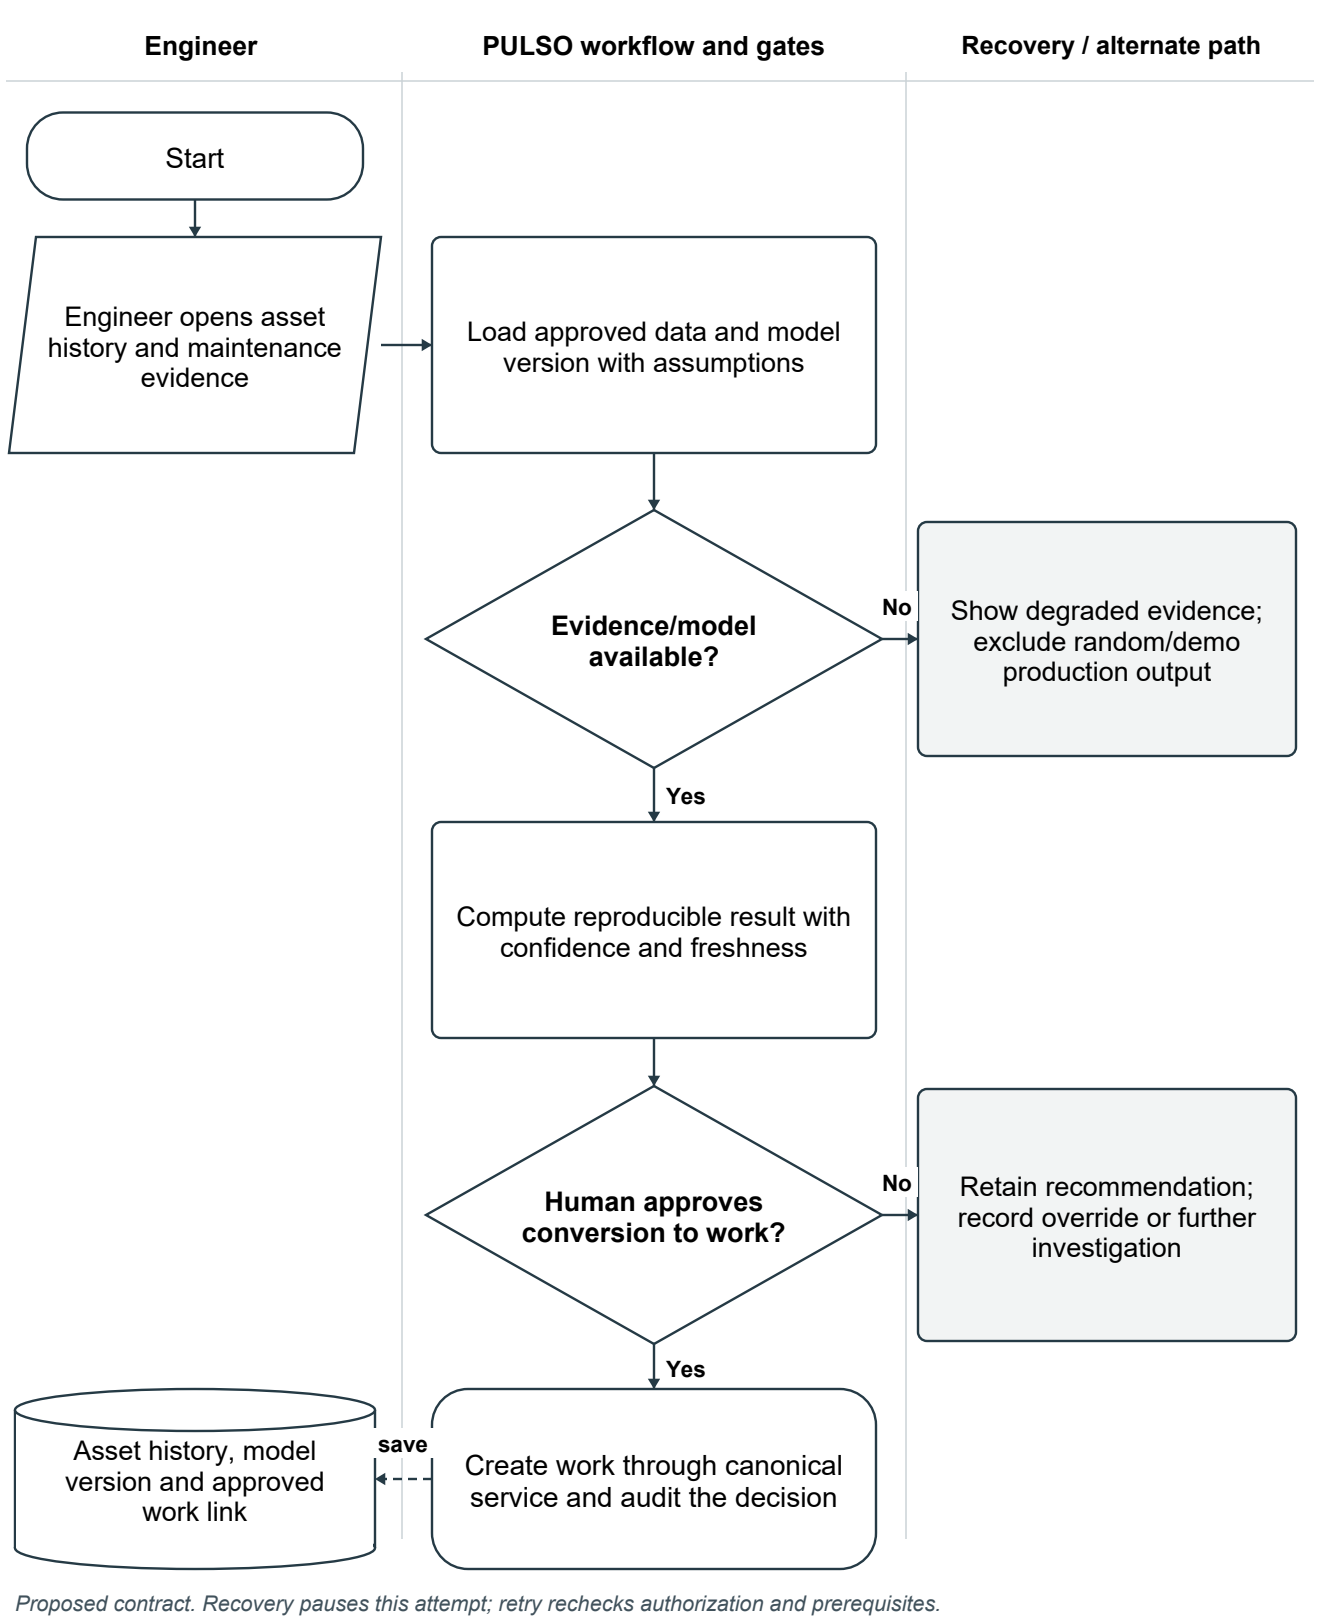 Engineer
PULSO workflow and gates
Recovery / alternate path
Start
Engineer opens asset
history and maintenance
evidence
Load approved data and model
version with assumptions
Evidence/model
available?
No
Show degraded evidence;
exclude random/demo
production output
Yes
Compute reproducible result with
confidence and freshness
Human approves
conversion to work?
No
Retain recommendation;
record override or further
investigation
Yes
Create work through canonical
service and audit the decision
save
Asset history, model
version and approved
work link
Proposed contract. Recovery pauses this attempt; retry rechecks authorization and prerequisites.